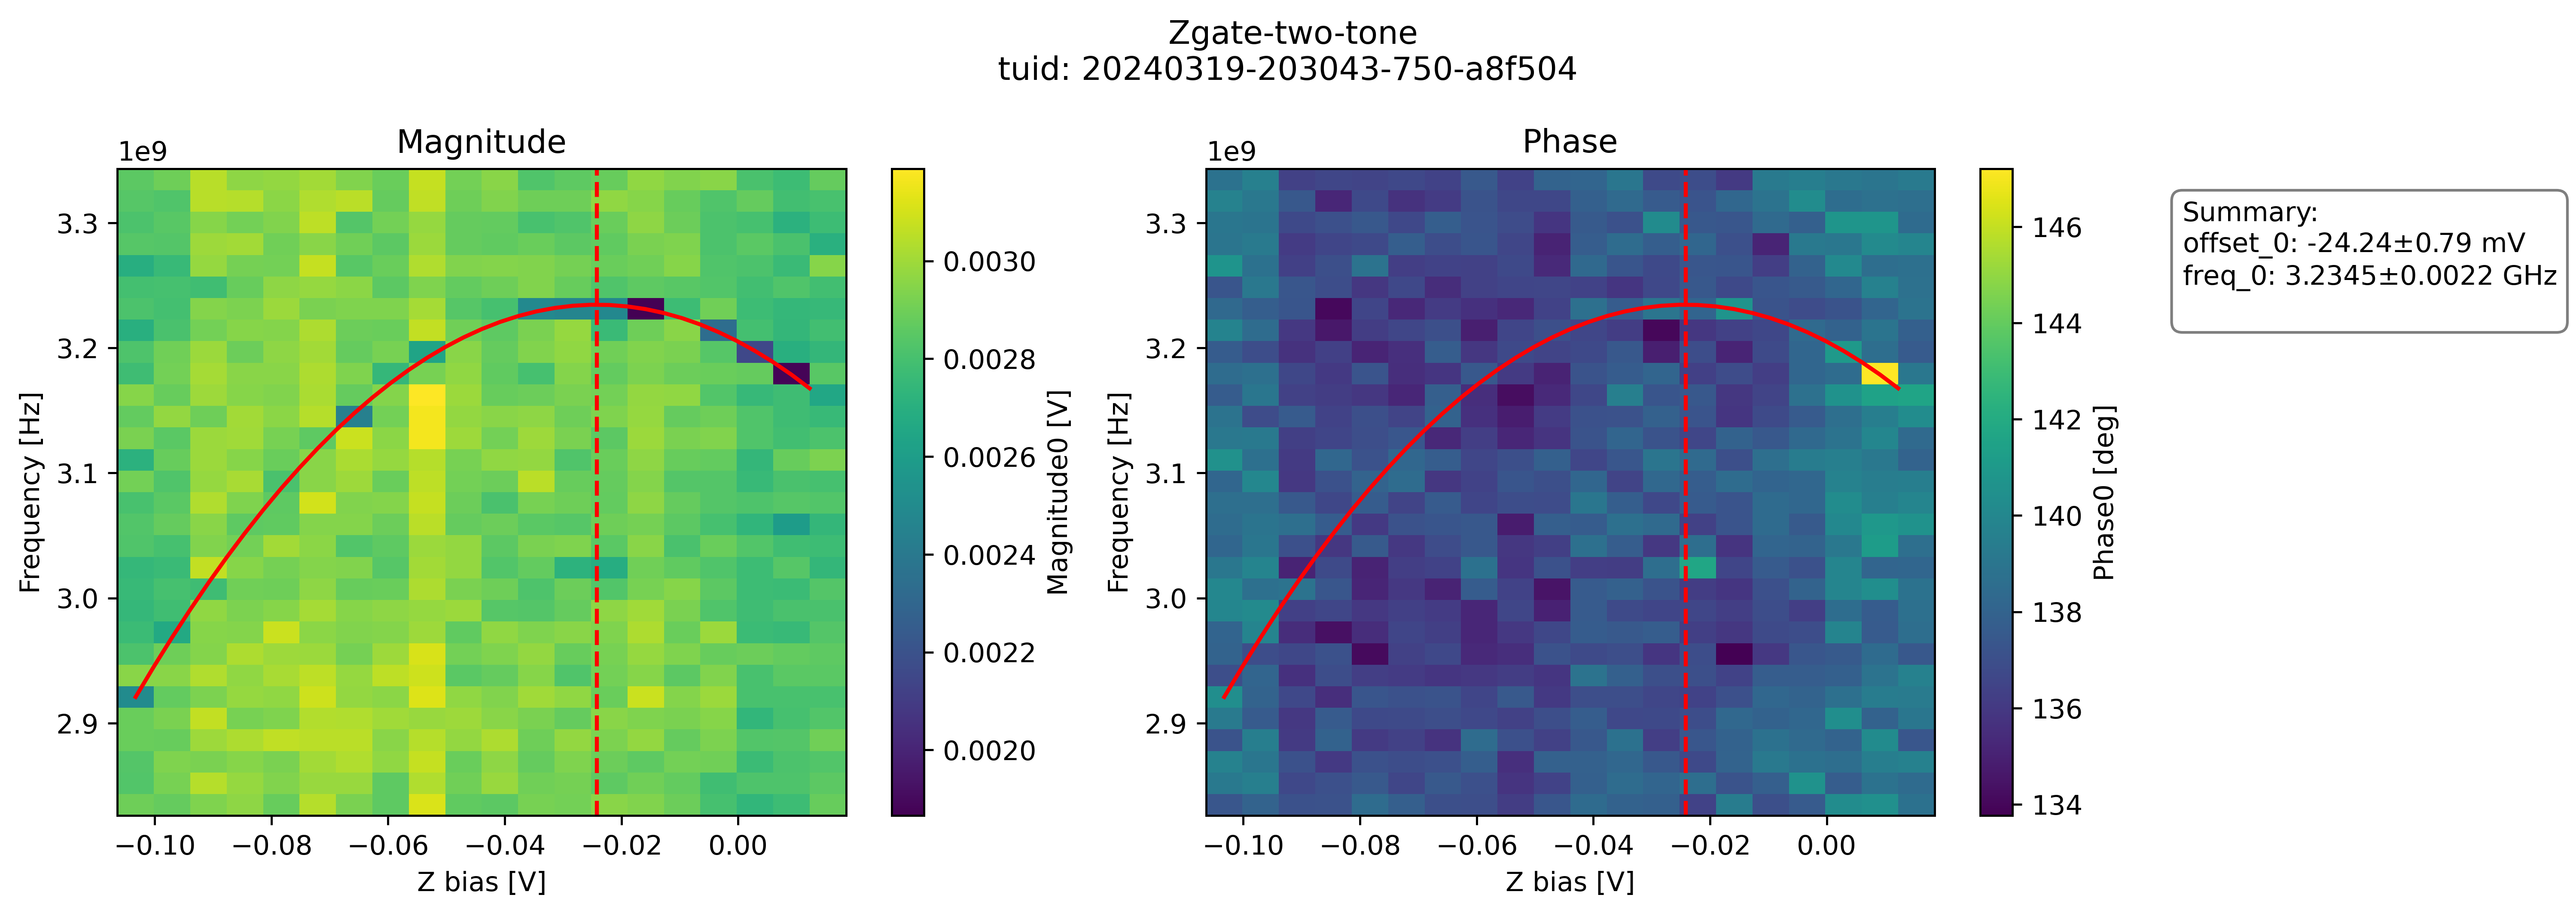 Zgate-two-tone
tuid: 20240319-203043-750-a8f504
Magnitude
1e9
3.3
3.2
3.1
3.0
2.9
Frequency [Hz]
−0.10 −0.08 −0.06 −0.04 −0.02 0.00
Z bias [V]
0.0030
0.0028
0.0026
0.0024
0.0022
0.0020
Magnitude0 [V]
Phase
1e9
3.3
3.2
3.1
3.0
2.9
Frequency [Hz]
−0.10 −0.08 −0.06 −0.04 −0.02 0.00
Z bias [V]
146
144
142
140
138
136
134
Phase0 [deg]
Summary:
offset_0: -24.24±0.79 mV
freq_0: 3.2345±0.0022 GHz